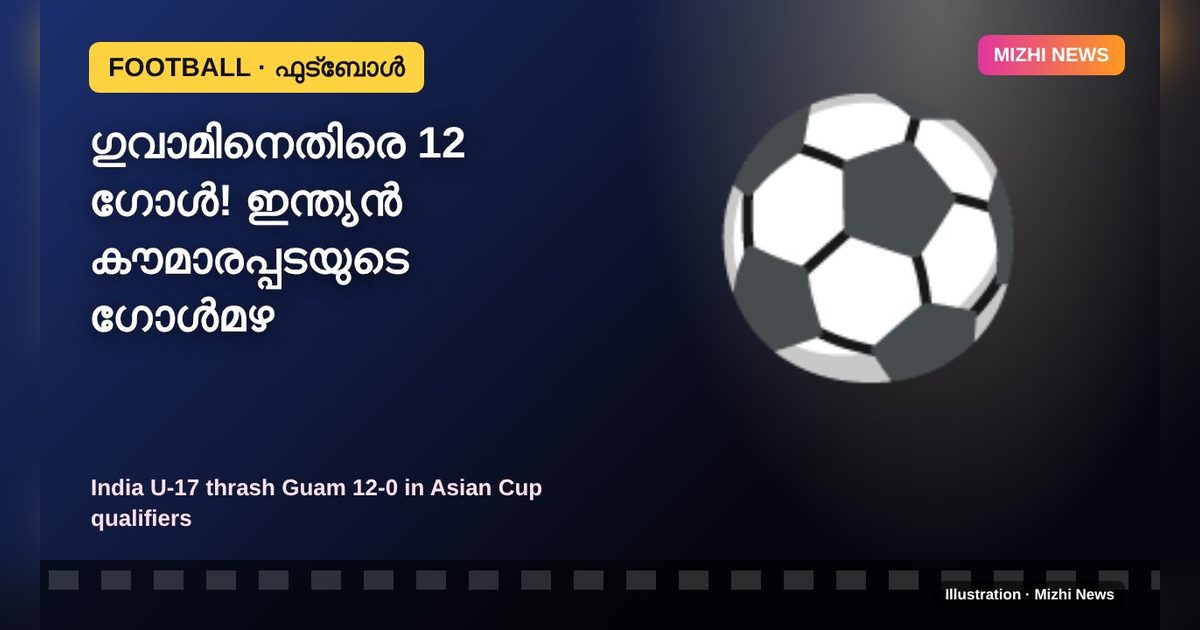 FOOTBALL · ഫുട്ബോൾ
MIZHI NEWS
ഗുവാമിനെതിരെ 12
ഗോൾ! ഇന്ത്യൻ
കൗമാരപ്പടയുടെ
ഗോൾമഴ
India U-17 thrash Guam 12-0 in Asian Cup
qualifiers
Illustration · Mizhi News